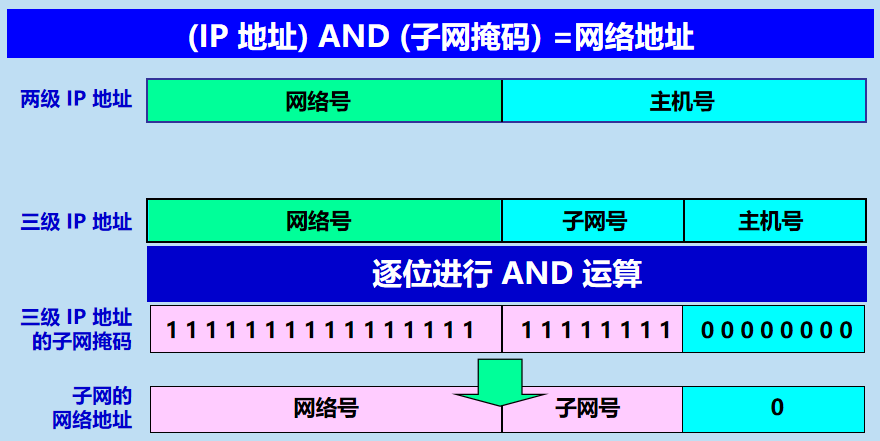 (IP 地址) AND (子网掩码) =网络地址
两级 IP 地址
网络号 主机号
三级 IP 地址
网络号 子网号 主机号
逐位进行 AND 运算
三级 IP 地址
的子网掩码
1 1 1 1 1 1 1 1 1 1 1 1 1 1 1 1 1 1 1 1 1 1 1 1 0 0 0 0 0 0 0 0
子网的
网络地址
网络号 子网号 0